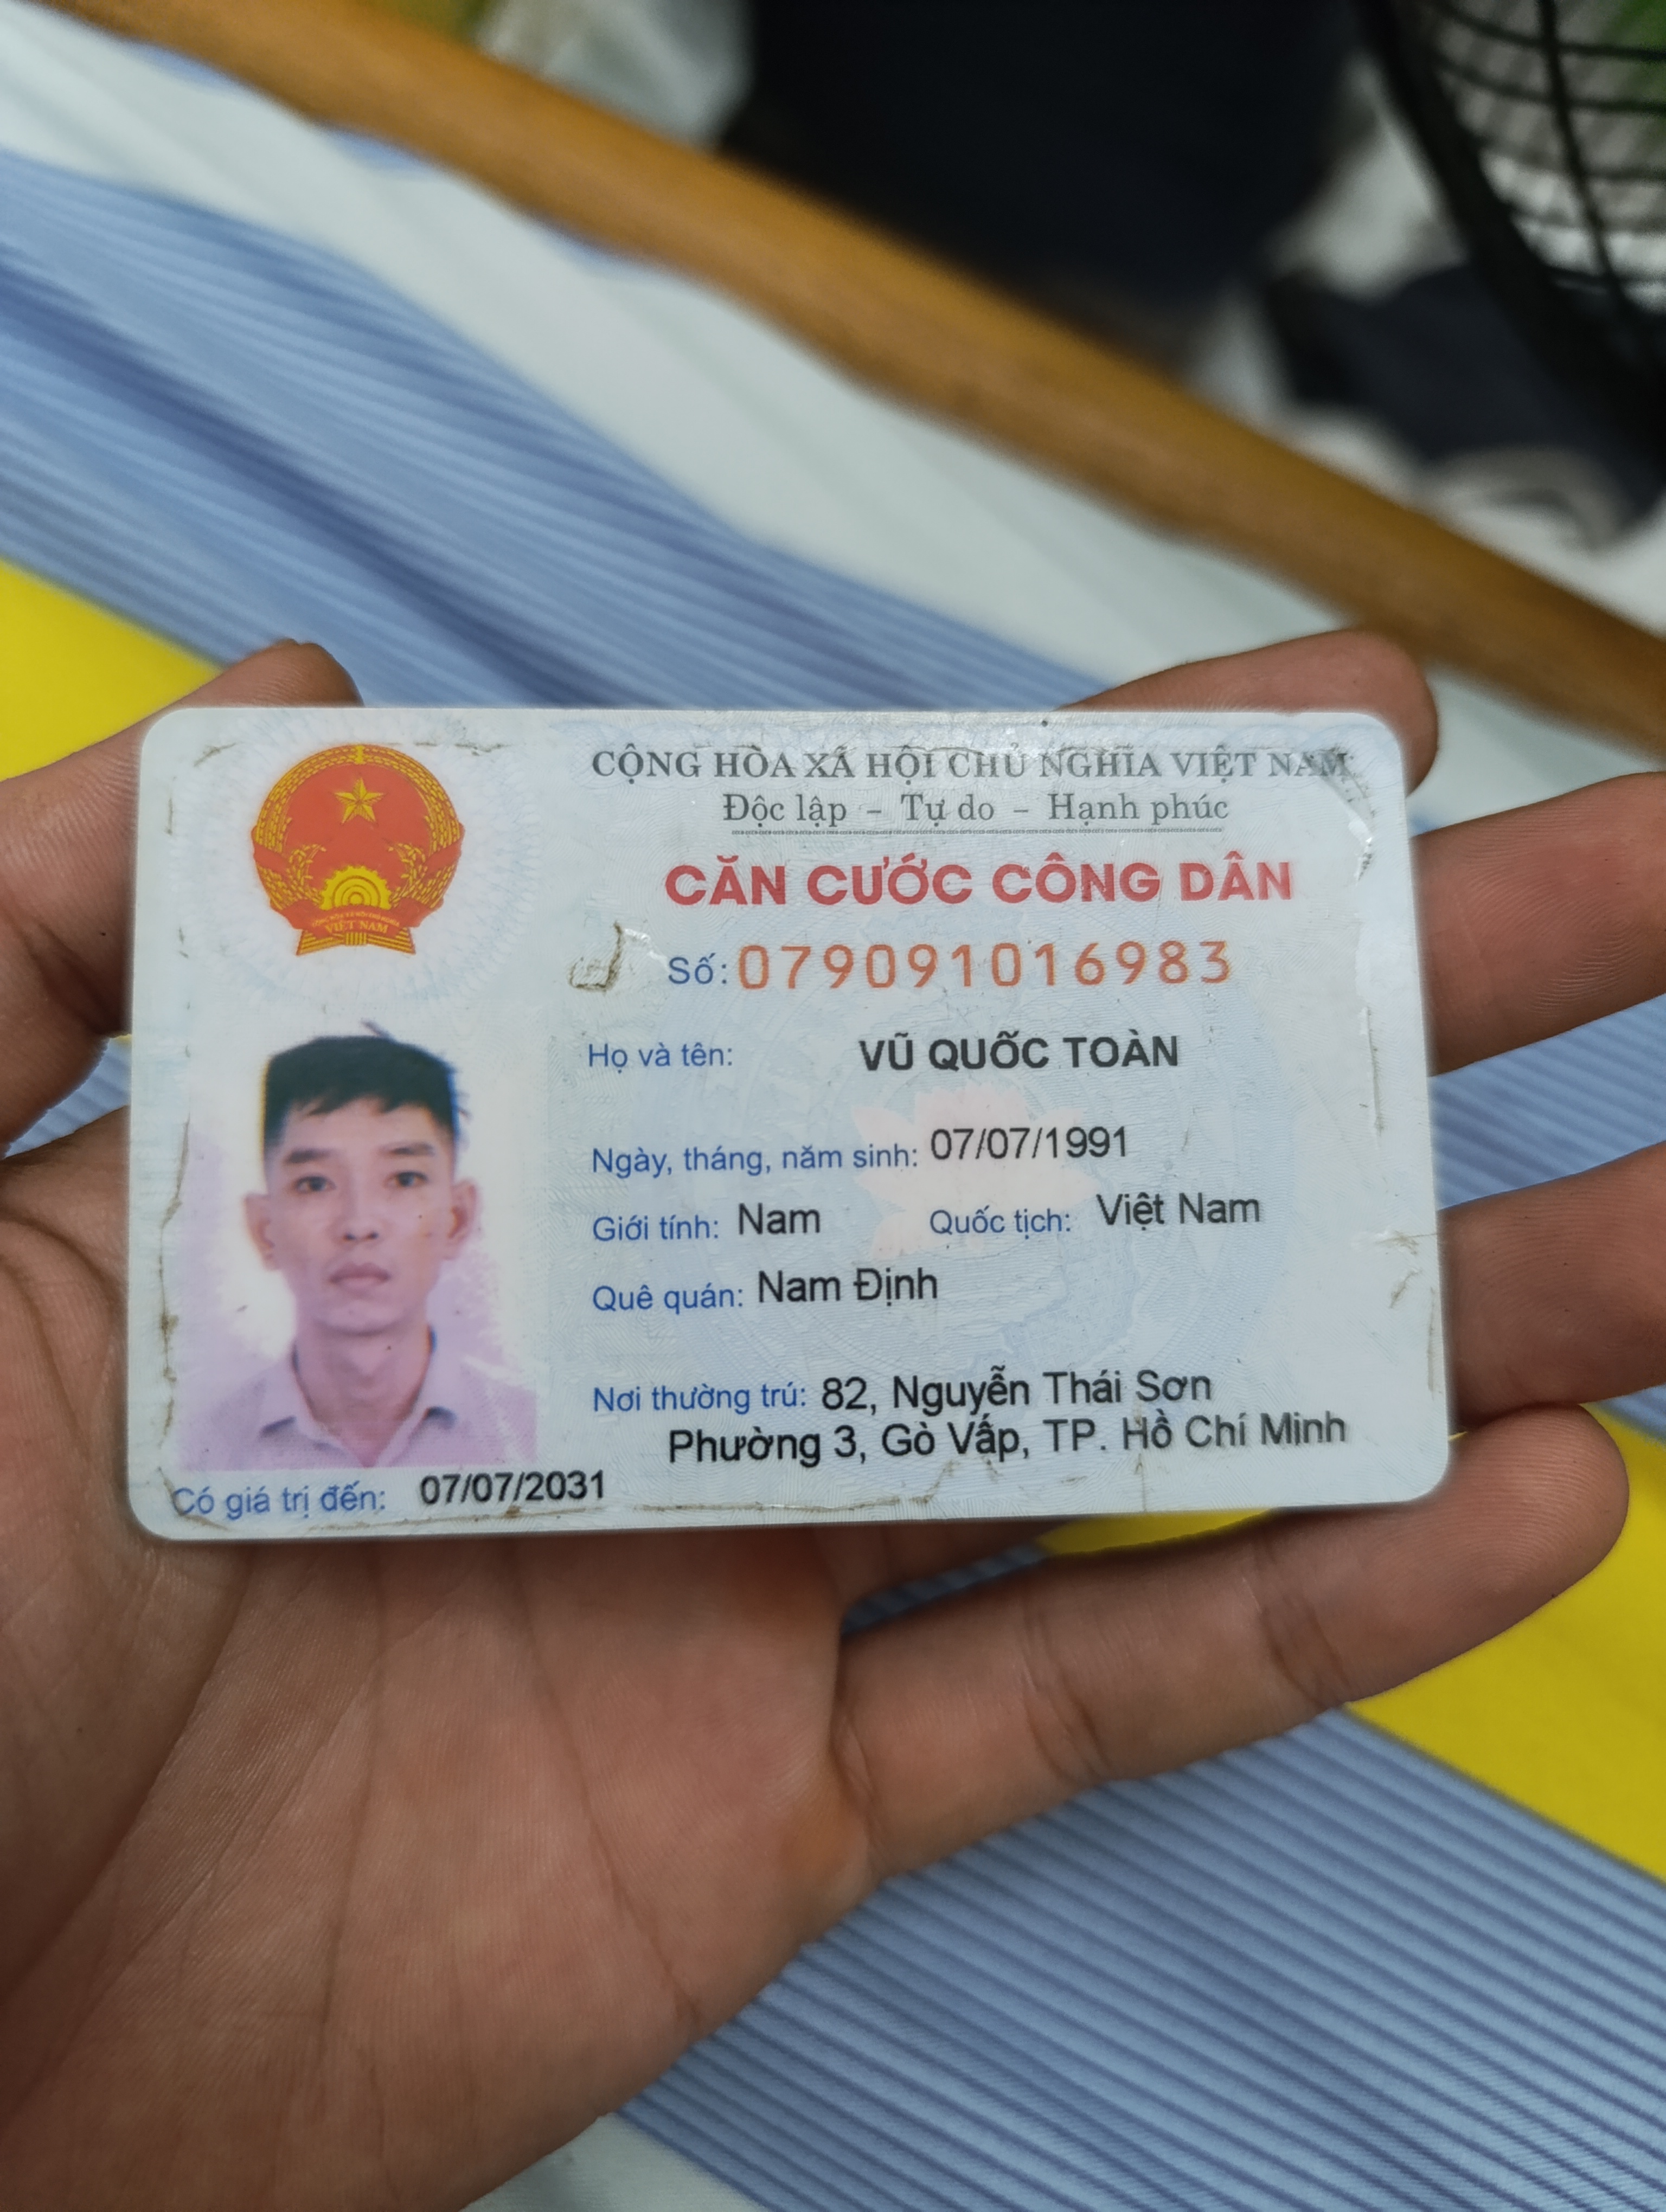 CỘNG HÒA XÃ HỘI CHỦ NGHĨA VIỆT NAM
Độc lập - Tự do - Hạnh phúc
CĂN CƯỚC CÔNG DÂN
Số: 079091016983
Họ và tên: VŨ QUỐC TOÀN
Ngày, tháng, năm sinh: 07/07/1991
Giới tính: Nam Quốc tịch: Việt Nam
Quê quán: Nam Định
Nơi thường trú: 82, Nguyễn Thái Sơn
Phường 3, Gò Vấp, TP. Hồ Chí Minh
Có giá trị đến: 07/07/2031
VIỆT NAM